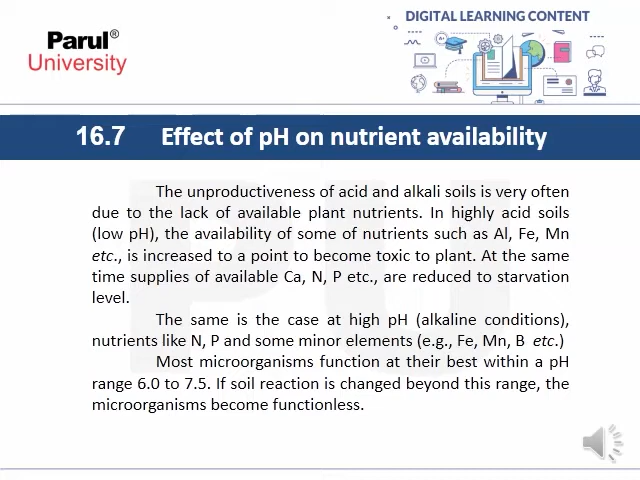 DIGITAL LEARNING CONTENT
Parul®
University
16.7 Effect of pH on nutrient availability
The unproductiveness of acid and alkali soils is very often
due to the lack of available plant nutrients. In highly acid soils
(low pH), the availability of some of nutrients such as Al, Fe, Mn
etc., is increased to a point to become toxic to plant. At the same
time supplies of available Ca, N, P etc., are reduced to starvation
level.
The same is the case at high pH (alkaline conditions),
nutrients like N, P and some minor elements (e.g., Fe, Mn, B etc.)
Most microorganisms function at their best within a pH
range 6.0 to 7.5. If soil reaction is changed beyond this range, the
microorganisms become functionless.